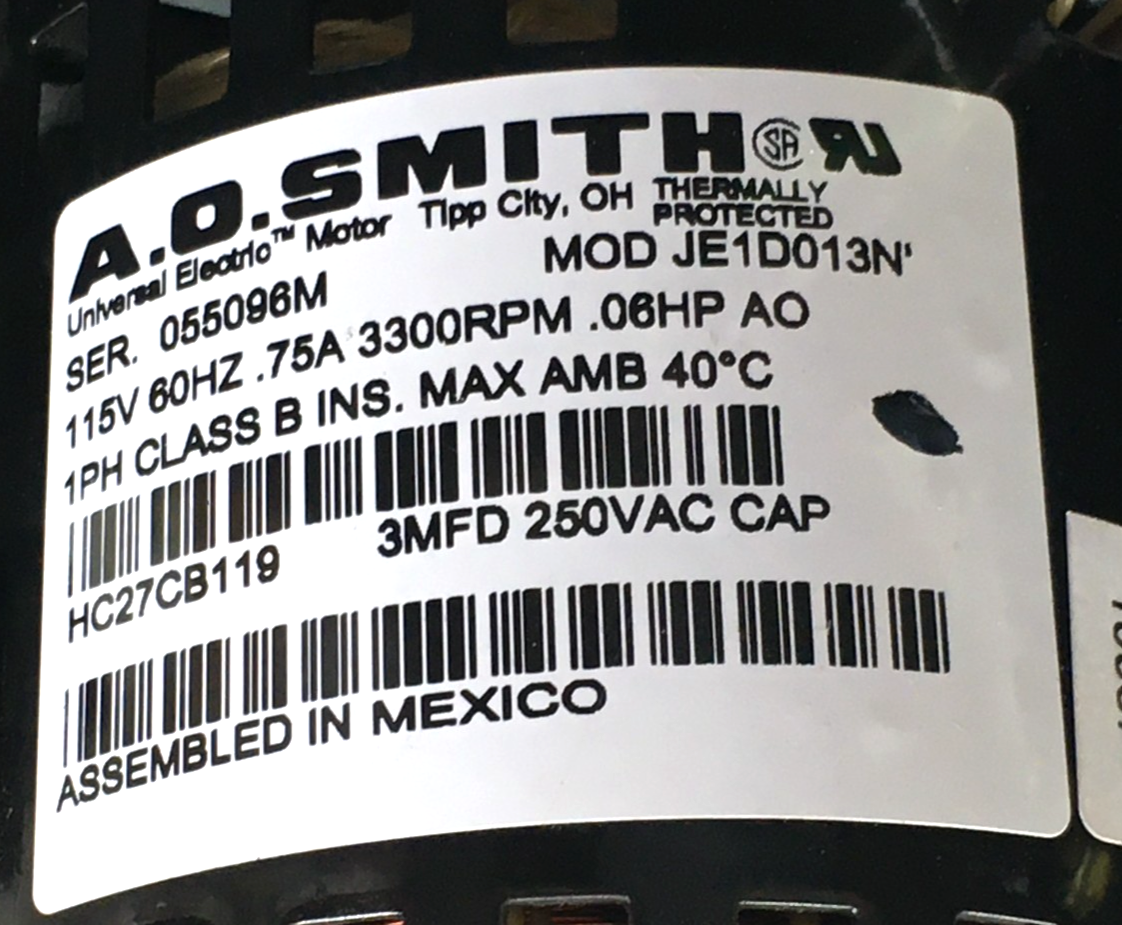 A.O.SMITH
Universal Electric™ Motor Tipp City, OH THERMALLY PROTECTED
MOD JE1D013N'
SER. 055096M
115V 60HZ .75A 3300RPM .06HP AO
1PH CLASS B INS. MAX AMB 40°C
HC27CB119 3MFD 250VAC CAP
ASSEMBLED IN MEXICO